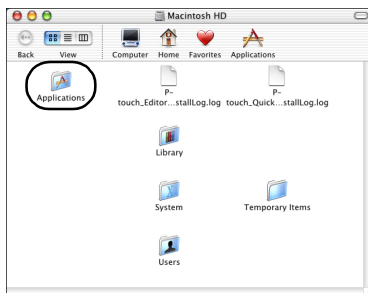 Macintosh HD
Back View Computer Home Favorites Applications
Applications
P-
touch_Editor...stallLog.log
P-
touch_Quick...stallLog.log
Library
System
Temporary Items
Users